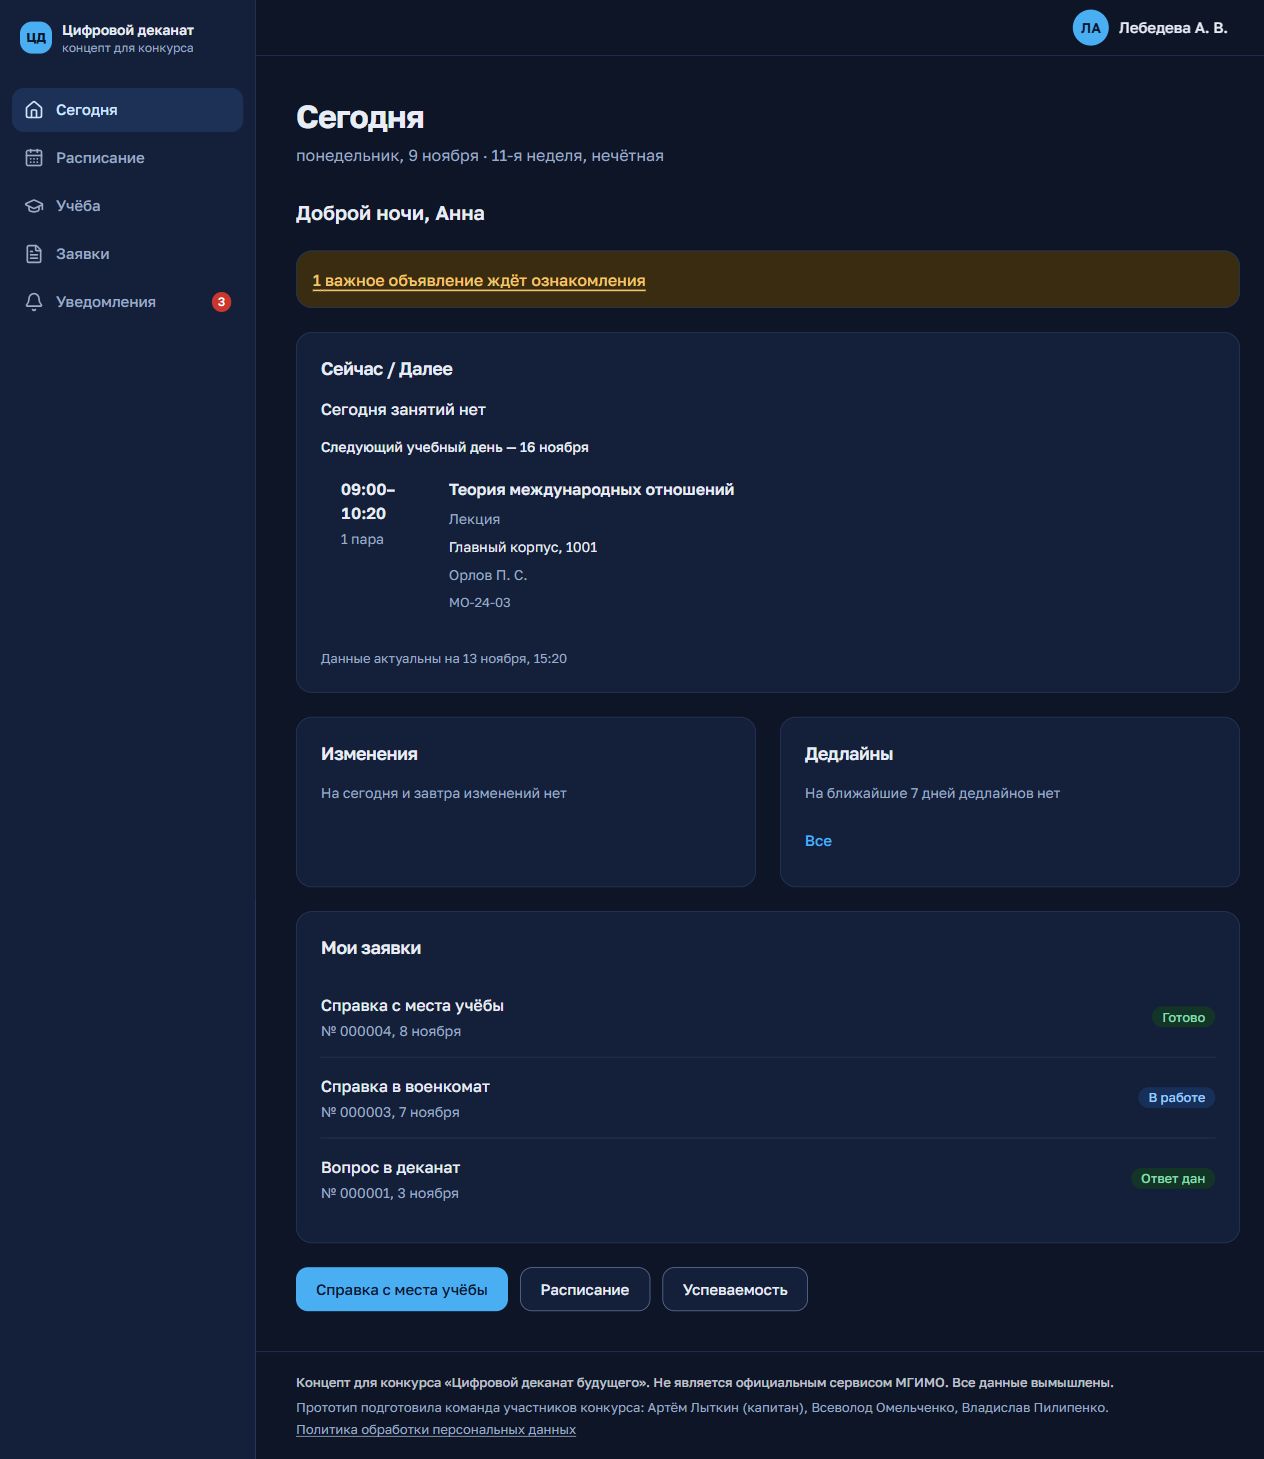 ЦД
Цифровой деканат
концепт для конкурса
ЛА
Лебедева А. В.
Сегодня
Расписание
Учёба
Заявки
Уведомления
3
Сегодня
понедельник, 9 ноября · 11-я неделя, нечётная
Доброй ночи, Анна
1 важное объявление ждёт ознакомления
Сейчас / Далее
Сегодня занятий нет
Следующий учебный день — 16 ноября
09:00–
10:20
1 пара
Теория международных отношений
Лекция
Главный корпус, 1001
Орлов П. С.
МО-24-03
Данные актуальны на 13 ноября, 15:20
Изменения
На сегодня и завтра изменений нет
Дедлайны
На ближайшие 7 дней дедлайнов нет
Все
Мои заявки
Справка с места учёбы
№ 000004, 8 ноября
Готово
Справка в военкомат
№ 000003, 7 ноября
В работе
Вопрос в деканат
№ 000001, 3 ноября
Ответ дан
Справка с места учёбы
Расписание
Успеваемость
Концепт для конкурса «Цифровой деканат будущего». Не является официальным сервисом МГИМО. Все данные вымышлены.
Прототип подготовила команда участников конкурса: Артём Лыткин (капитан), Всеволод Омельченко, Владислав Пилипенко.
Политика обработки персональных данных